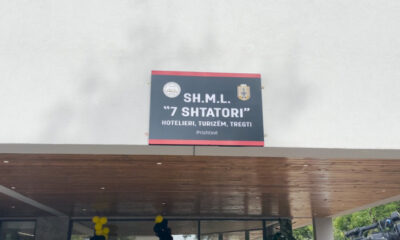 SH.M.L.
"7 SHTATORI"
HOTELIERI, TURIZËM, TREGTI
Prishtinë